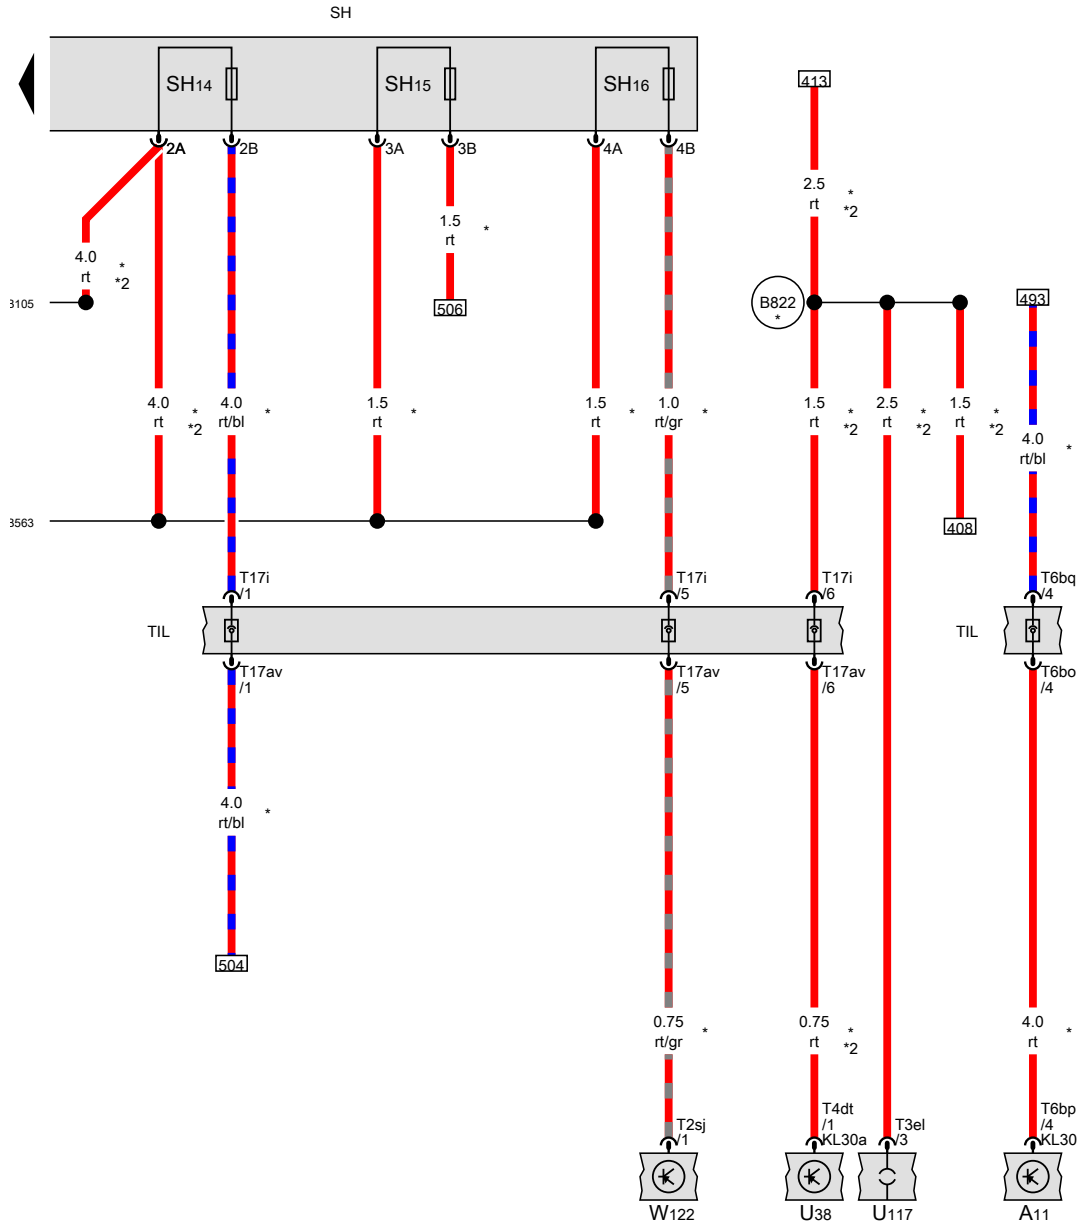 SH
SH14
SH15
SH16
413
2A
2B
3A
3B
4A
4B
2.5
rt
*
*2
1.5
rt
*
4.0
rt
*
*2
3105
506
B822
*
493
4.0
rt
*
*2
4.0
rt/bl
*
1.5
rt
*
1.5
rt
*
1.0
rt/gr
*
1.5
rt
*
*2
2.5
rt
*
*2
1.5
rt
*
*2
4.0
rt/bl
*
3563
408
T17i
/1
T17i
/5
T17i
/6
T6bq
/4
TIL
TIL
T17av
/1
T17av
/5
T17av
/6
T6bo
/4
4.0
rt/bl
*
504
0.75
rt/gr
*
0.75
rt
*
*2
4.0
rt
*
T2sj
/1
T4dt
/1
KL30a
T3el
/3
T6bp
/4
KL30
W122
U38
U117
A11